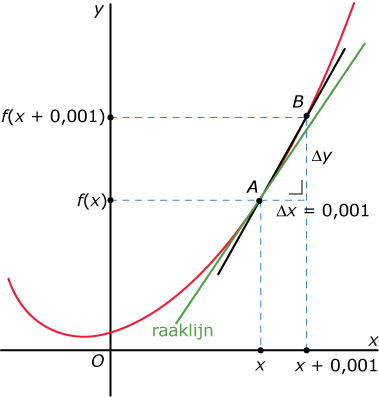 y
f(x + 0,001)
B
Δy
A
f(x)
Δx = 0,001
raaklijn
x
O
x
x + 0,001